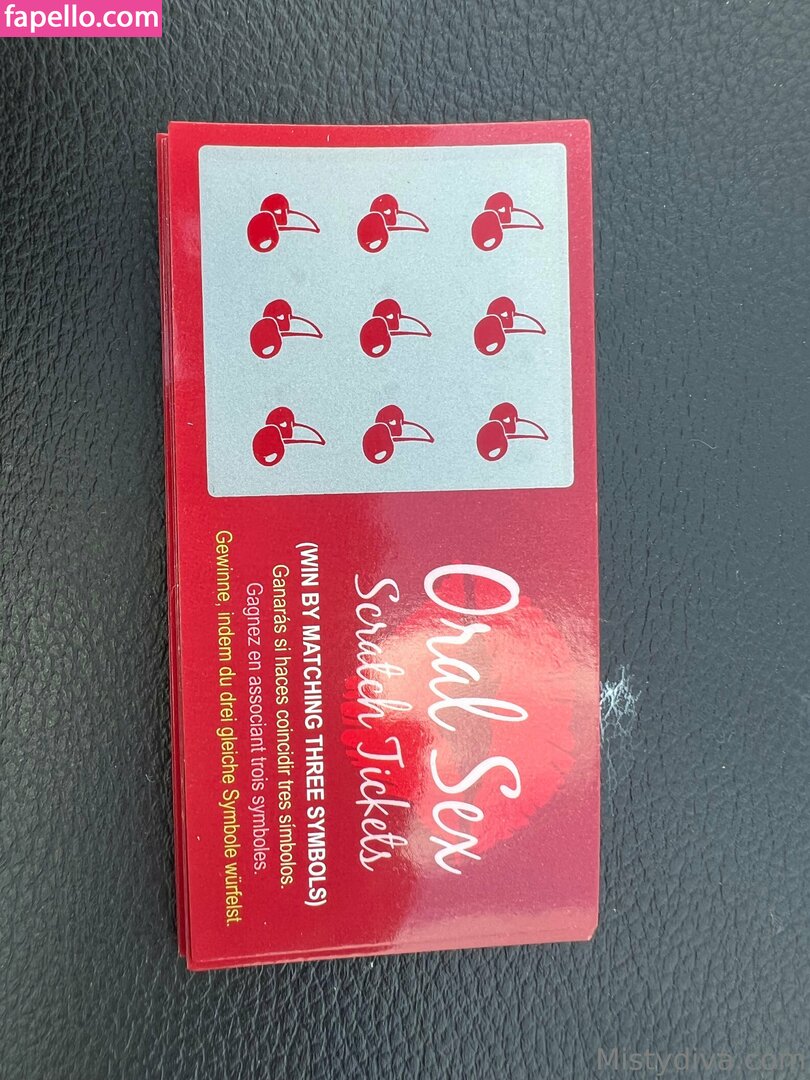 fapello.com
Oral Sex
Scratch Tickets
(WIN BY MATCHING THREE SYMBOLS)
Ganarás si haces coincidir tres símbolos.
Gagnez en associant trois symboles.
Gewinne, indem du drei gleiche Symbole würfelst.
Mistydiva.com